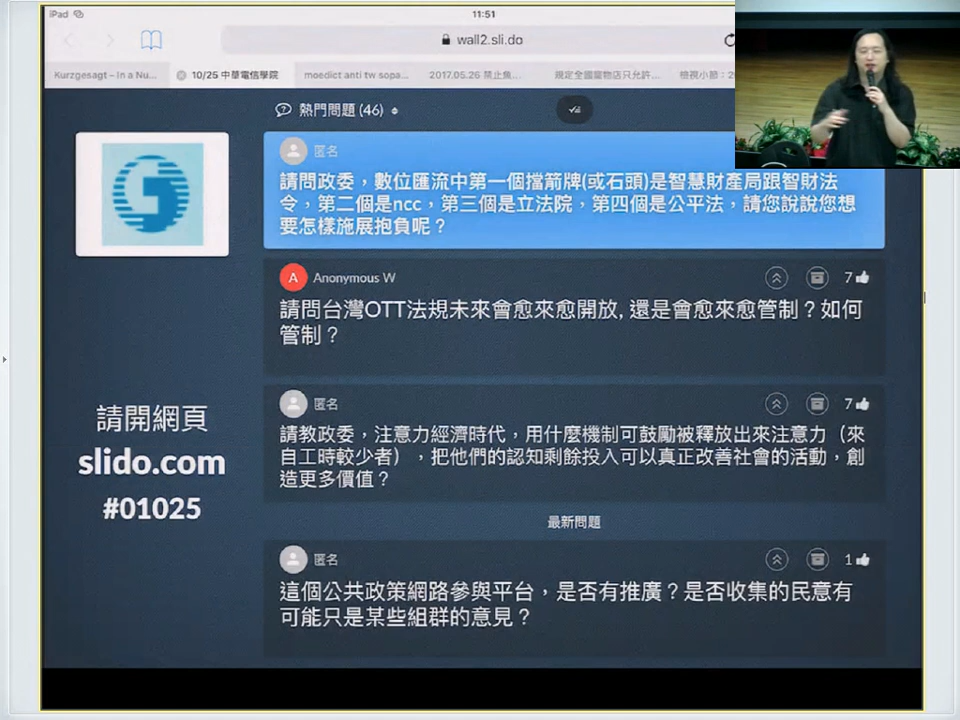 iPad
11:51
wall2.sli.do
Kurzgesagt – In a Nu...
10/25 中華電信學院
moedict anti tw sopa...
2017.05.26 禁止焦...
規定全國寵物店只允許...
檢視小節：2
熱門問題 (46)
匿名
請問政委，數位匯流中第一個擋箭牌(或石頭)是智慧財產局跟智財法
令，第二個是ncc，第三個是立法院，第四個是公平法，請您說說您想
要怎樣施展抱負呢？
A Anonymous W
7
請問台灣OTT法規未來會愈來愈開放, 還是會愈來愈管制？如何
管制？
匿名
7
請教政委，注意力經濟時代，用什麼機制可鼓勵被釋放出來注意力（來
自工時較少者），把他們的認知剩餘投入可以真正改善社會的活動，創
造更多價值？
最新問題
匿名
1
這個公共政策網路參與平台，是否有推廣？是否收集的民意有
可能只是某些組群的意見？
請開網頁
slido.com
#01025